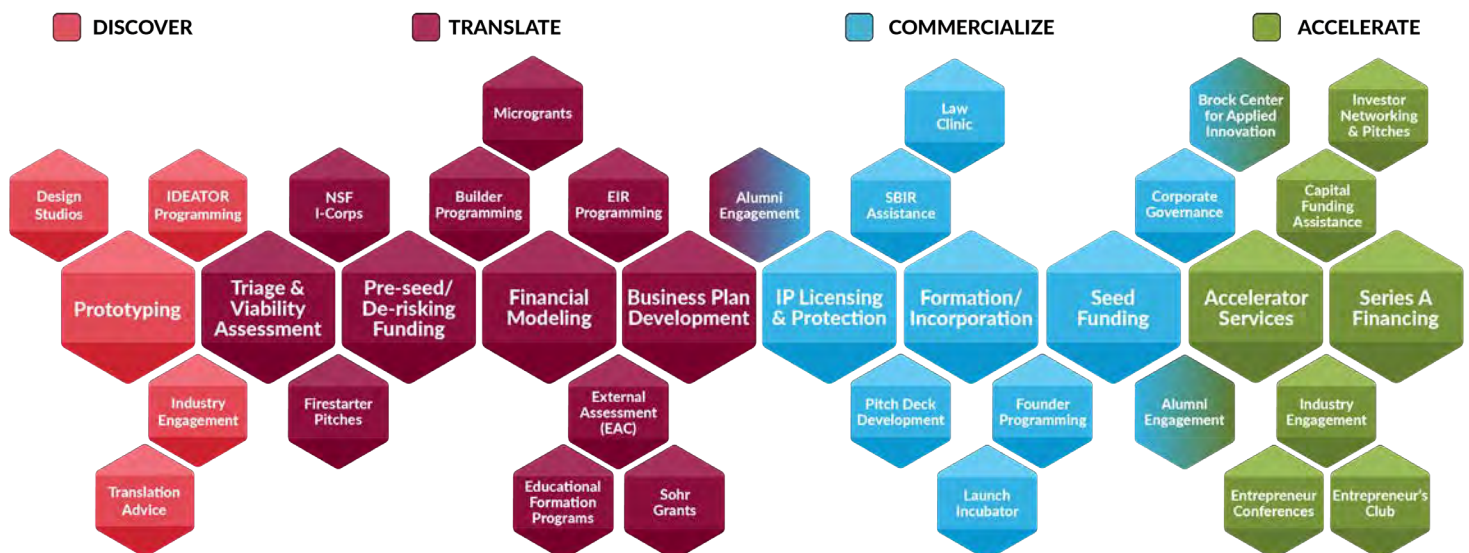 DISCOVER
TRANSLATE
COMMERCIALIZE
ACCELERATE
Microgrants
Law
Clinic
Brock Center
for Applied
Innovation
Investor
Networking
& Pitches
Design
Studios
IDEATOR
Programming
NSF
I-Corps
Builder
Programming
EIR
Programming
Alumni
Engagement
SBIR
Assistance
Corporate
Governance
Capital
Funding
Assistance
Prototyping
Triage &
Viability
Assessment
Pre-seed/
De-risking
Funding
Financial
Modeling
Business Plan
Development
IP Licensing
& Protection
Formation/
Incorporation
Seed
Funding
Accelerator
Services
Series A
Financing
Industry
Engagement
Firestarter
Pitches
External
Assessment
(EAC)
Pitch Deck
Development
Founder
Programming
Alumni
Engagement
Industry
Engagement
Translation
Advice
Educational
Formation
Programs
Sohr
Grants
Launch
Incubator
Entrepreneur
Conferences
Entrepreneur's
Club